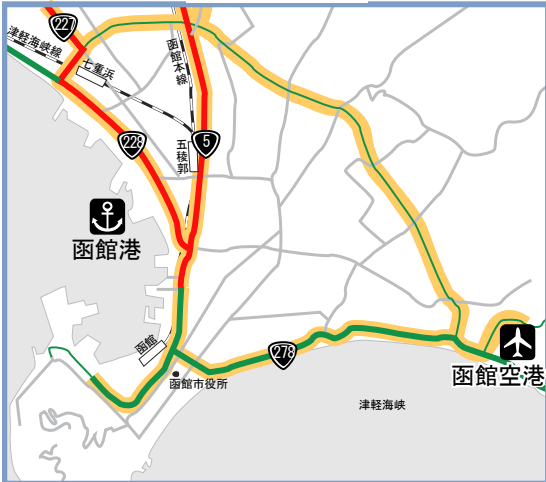 227
津軽海峡線
七重浜
函館本線
228
5
五稜郭
函館港
函館
278
函館市役所
函館空港
津軽海峡